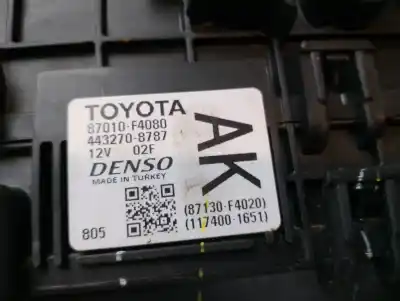 TOYOTA
87010-F4080
443270-8787
12V 02F
DENSO
MADE IN TURKEY
AK
(87130-F4020)
(117400-1651)
805